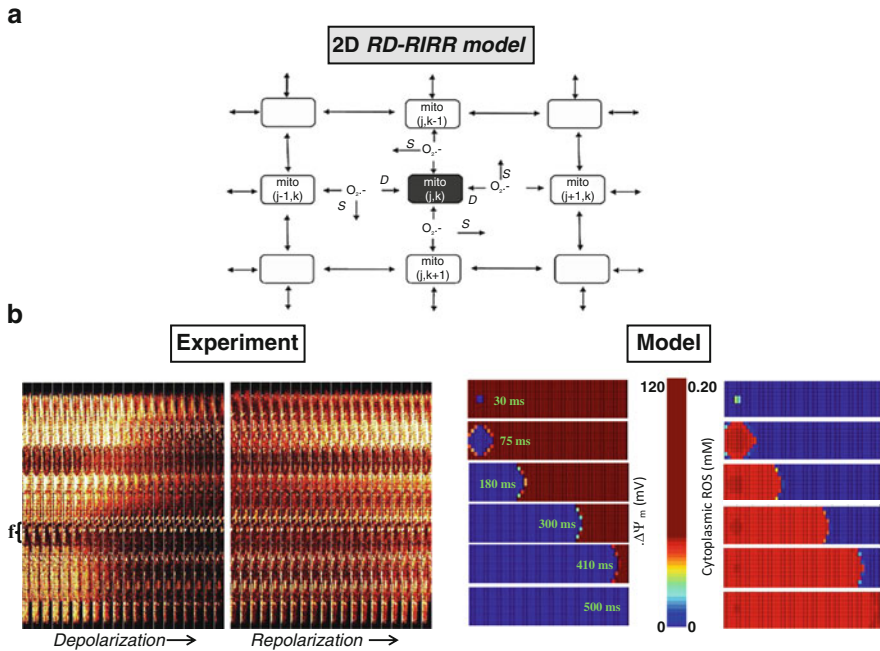 a
2D RD-RIRR model
mito
(j,k-1)
S
O₂.-
mito
(j-1,k)
O₂.-
D
S
mito
(j,k)
D
S
O₂.-
mito
(j+1,k)
O₂.-
S
mito
(j,k+1)
b
Experiment
Model
f{
Depolarization
Repolarization
30 ms
75 ms
180 ms
300 ms
410 ms
500 ms
120
0
.ΔΨ m (mV)
0.20
0
Cytoplasmic ROS (mM)